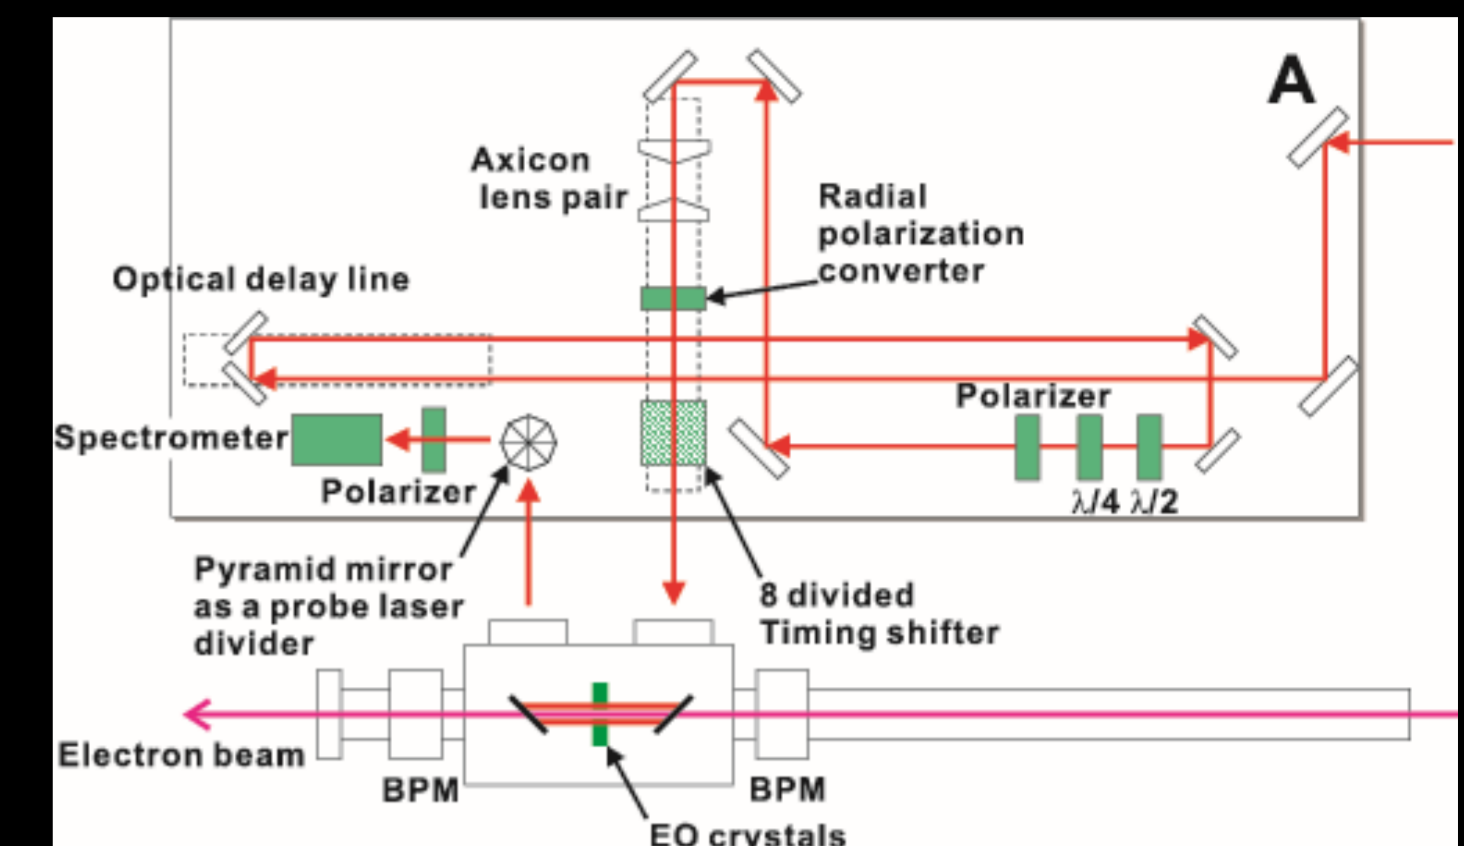 A
Axicon
lens pair
Radial
polarization
converter
Optical delay line
Polarizer
Spectrometer
Polarizer
λ/4 λ/2
Pyramid mirror
as a probe laser
divider
8 divided
Timing shifter
Electron beam
BPM
BPM
EO crystals